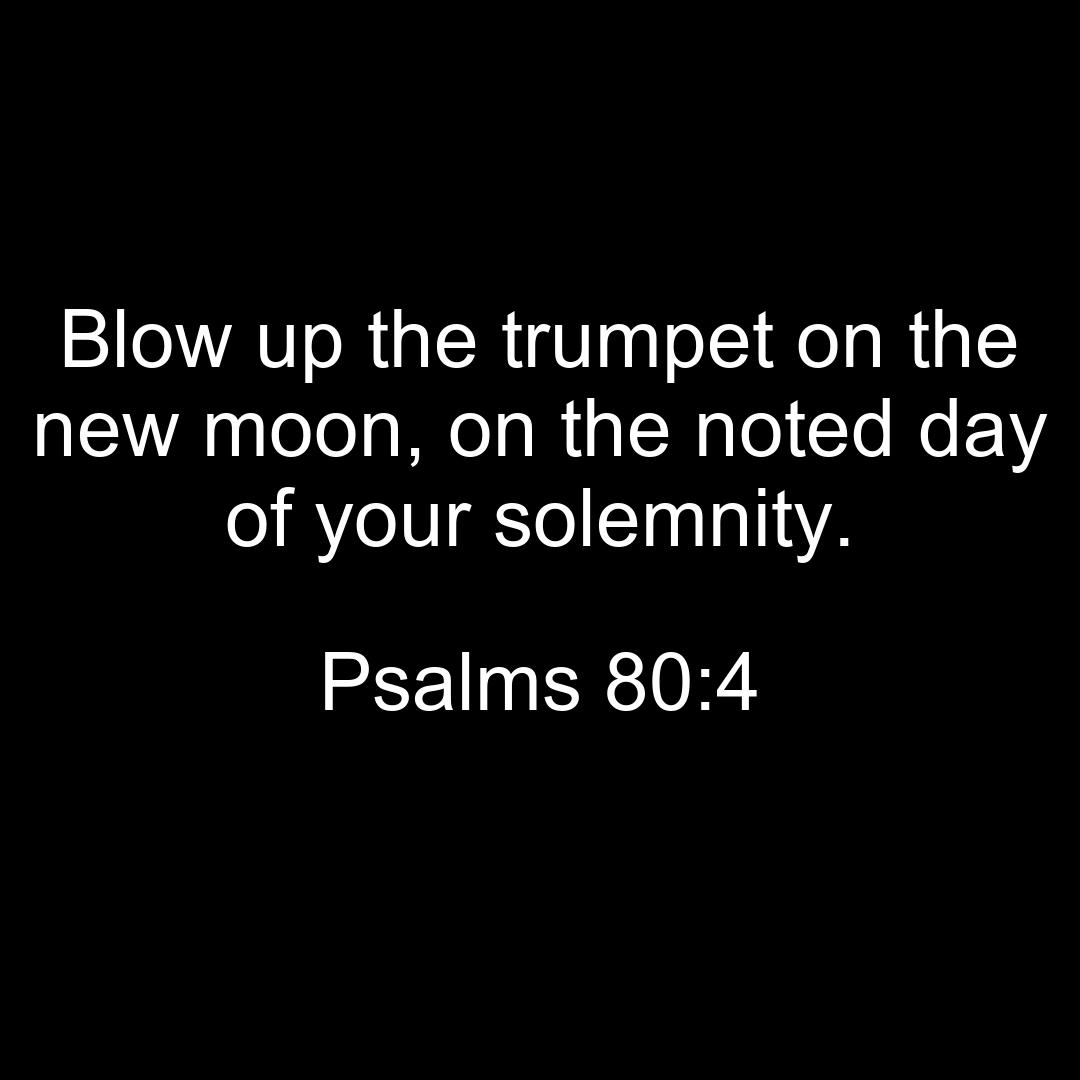 Blow up the trumpet on the
new moon, on the noted day
of your solemnity.
Psalms 80:4